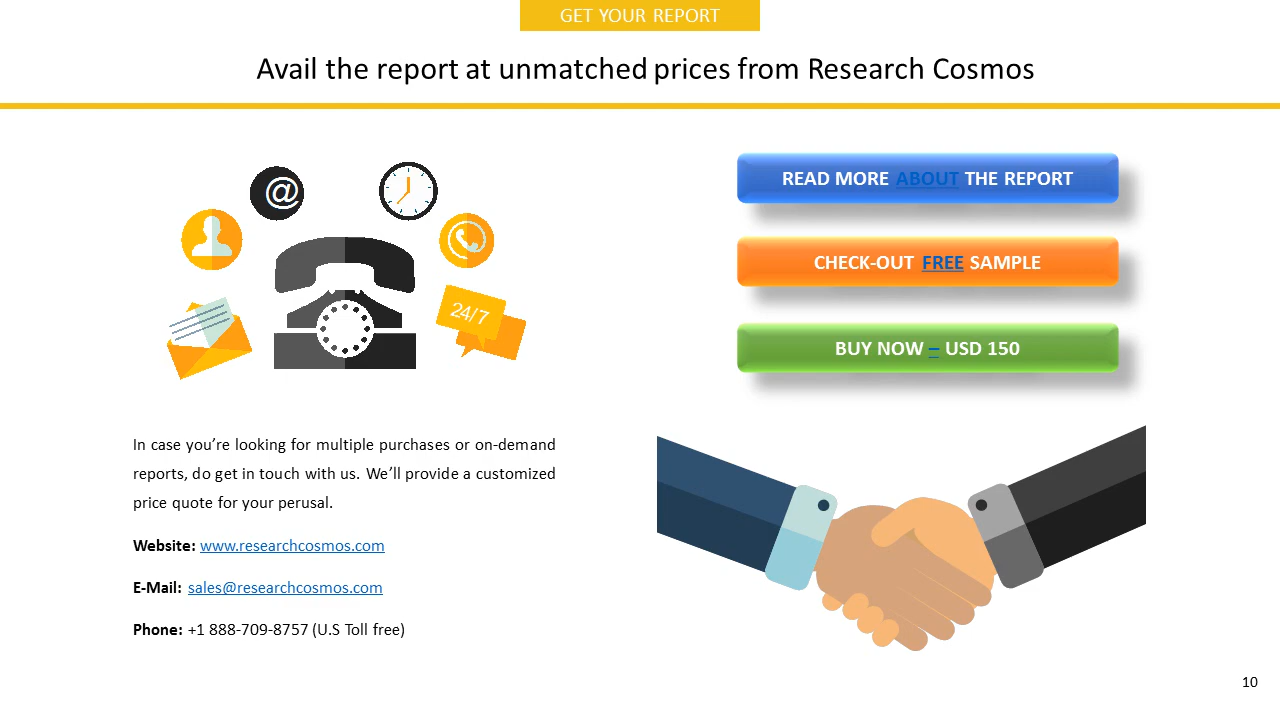 GET YOUR REPORT
Avail the report at unmatched prices from Research Cosmos
@
24/7
READ MORE ABOUT THE REPORT
CHECK-OUT FREE SAMPLE
BUY NOW – USD 150
In case you’re looking for multiple purchases or on-demand
reports, do get in touch with us. We’ll provide a customized
price quote for your perusal.
Website: www.researchcosmos.com
E-Mail: sales@researchcosmos.com
Phone: +1 888-709-8757 (U.S Toll free)
10